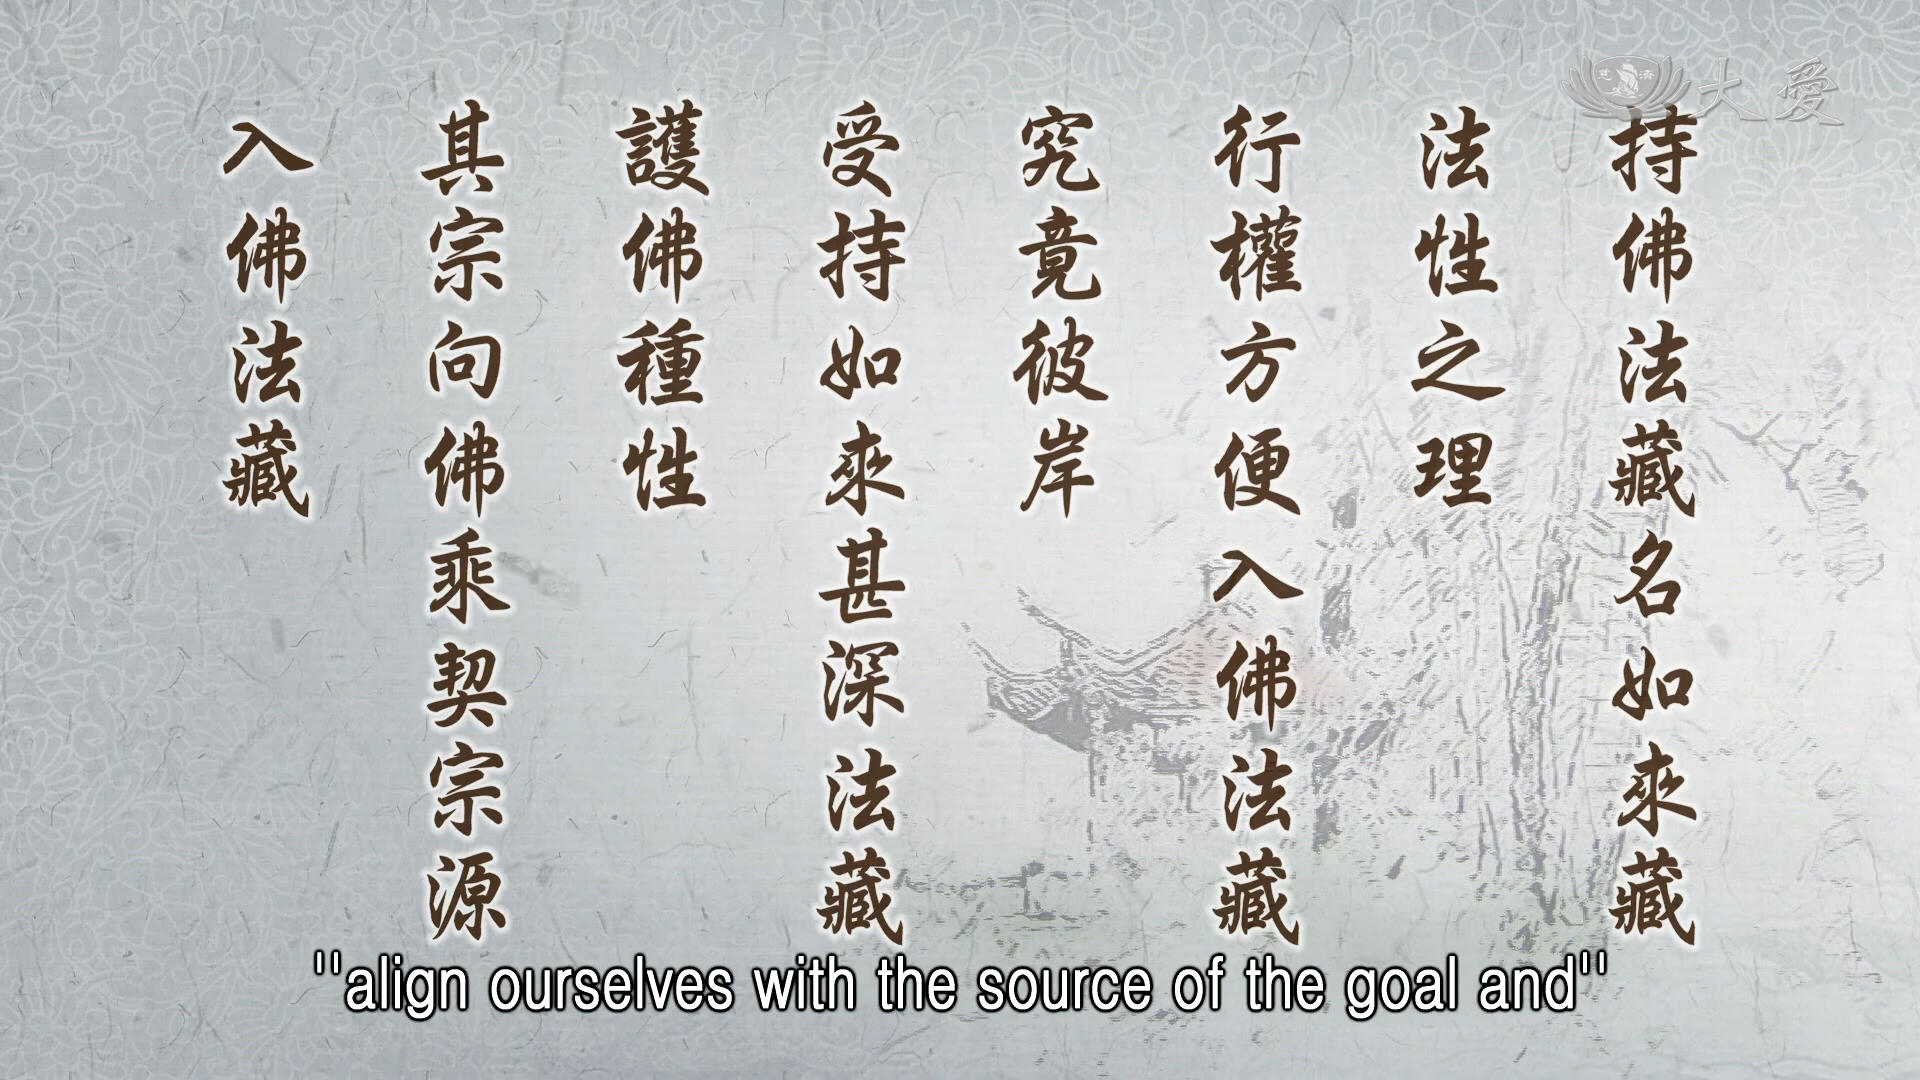 持佛法藏名如來藏
法性之理
行權方便入佛法藏
究竟彼岸
受持如來甚深法藏
護佛種性
其宗向佛乘契宗源
入佛法藏
慈濟 大愛
"align ourselves with the source of the goal and"